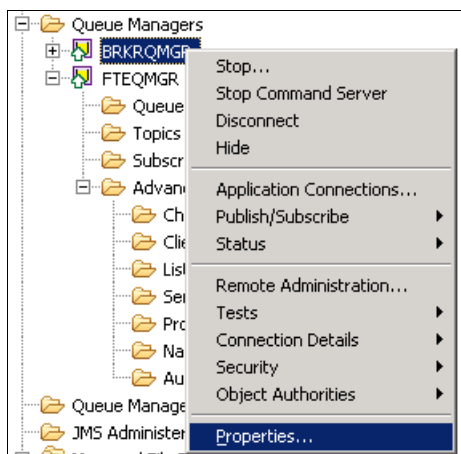 Queue Managers
BRKRQMGR
FTEQMGR
Queue
Topics
Subscr
Advan
Ch
Clie
List
Ser
Pro
Na
Au
Queue Manage
JMS Administer
Stop...
Stop Command Server
Disconnect
Hide
Application Connections...
Publish/Subscribe
Status
Remote Administration...
Tests
Connection Details
Security
Object Authorities
Properties...